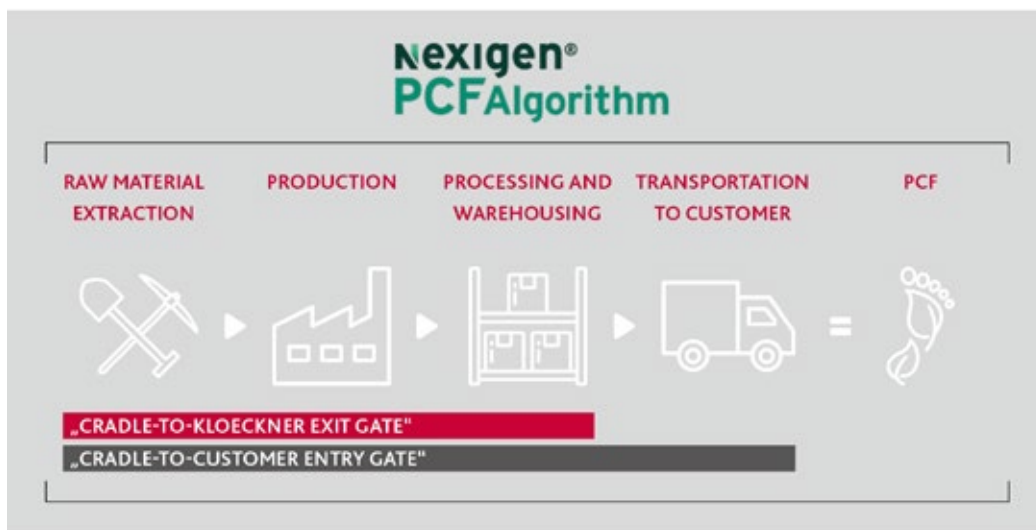 Nexigen®
PCFAlgorithm
RAW MATERIAL
EXTRACTION
PRODUCTION
PROCESSING AND
WAREHOUSING
TRANSPORTATION
TO CUSTOMER
PCF
=
„CRADLE-TO-KLOECKNER EXIT GATE"
„CRADLE-TO-CUSTOMER ENTRY GATE"